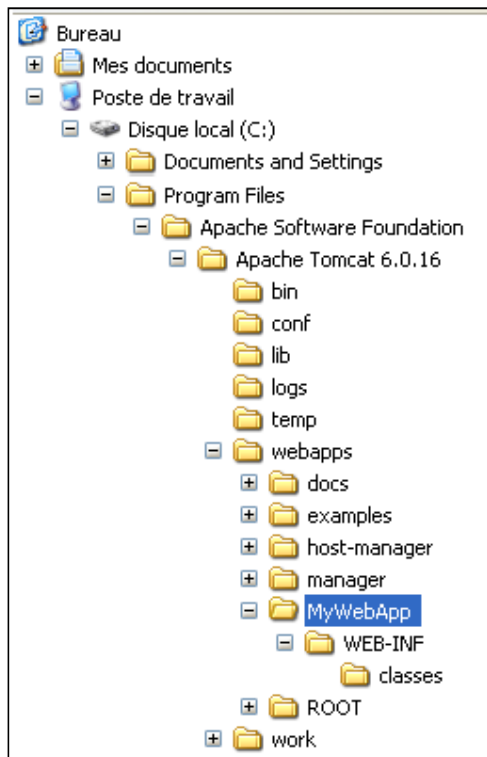 Bureau
Mes documents
Poste de travail
Disque local (C:)
Documents and Settings
Program Files
Apache Software Foundation
Apache Tomcat 6.0.16
bin
conf
lib
logs
temp
webapps
docs
examples
host-manager
manager
MyWebApp
WEB-INF
classes
ROOT
work